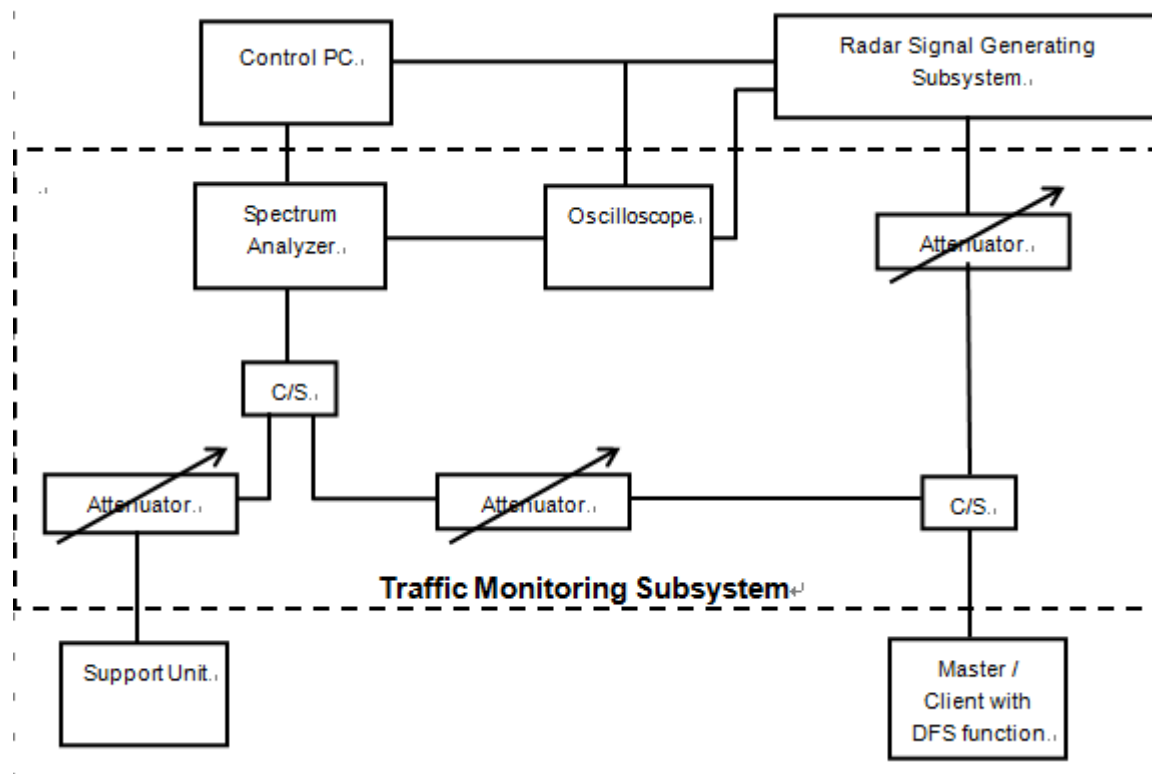 Control PC.
Radar Signal Generating
Subsystem.
Spectrum
Analyzer.
Oscilloscope
Attenuator.
C/S.
Attenuator.
Attenuator.
C/S.
Traffic Monitoring Subsystem
Support Unit.
Master /
Client with
DFS function.